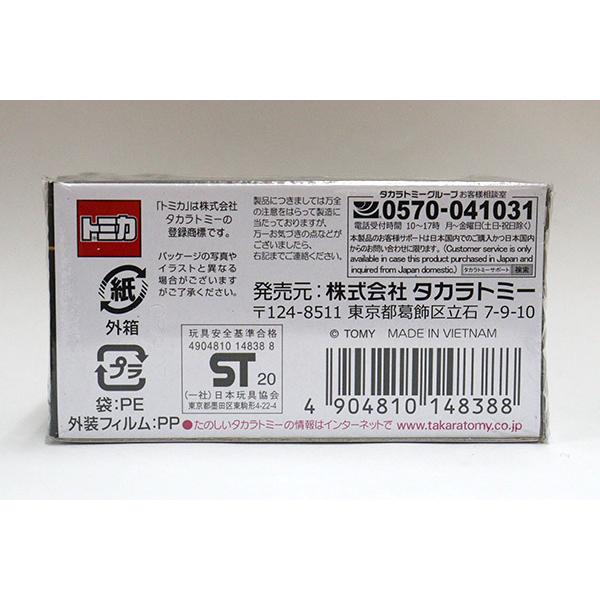 トミカ
「トミカ」は株式会社
タカラトミーの
登録商標です。
パッケージの写真や
イラストと異なる
場合がございますが
ご了承ください。
製品につきましては万全
の注意をはらって製造に
当たっておりますが、
万一お気づきの点などが
ございましたら、
右記までご連絡ください。
タカラトミーグループお客様相談室
0570-041031
電話受付時間 10〜17時 月〜金曜日(土日・祝日除く)
本製品のお客様サポートは日本国内でのご購入かつ日本国内
からのお問い合わせに限ります。(Customer service is only
available in case this product purchased in Japan and
inquired from Japan domestic.)
タカラトミーサポート 検索
発売元:株式会社 タカラトミー
〒124-8511 東京都葛飾区立石 7-9-10
© TOMY MADE IN VIETNAM
紙
外箱
プラ
袋:PE
外装フィルム:PP
玩具安全基準合格
4904810 14838 8
ST 20
(一社)日本玩具協会
東京都墨田区東駒形4-22-4
4 904810 148388
●たのしいタカラトミーの情報はインターネットで www.takaratomy.co.jp